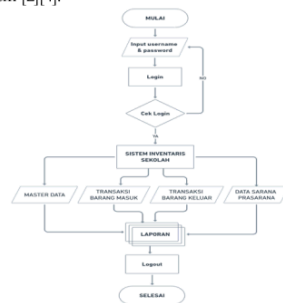 MULAI
Input username
& password
Login
Cek Login
NO
YA
SISTEM INVENTARIS
SEKOLAH
MASTER DATA
TRANSAKSI
BARANG MASUK
TRANSAKSI
BARANG KELUAR
DATA SARANA
PRASARANA
LAPORAN
Logout
SELESAI